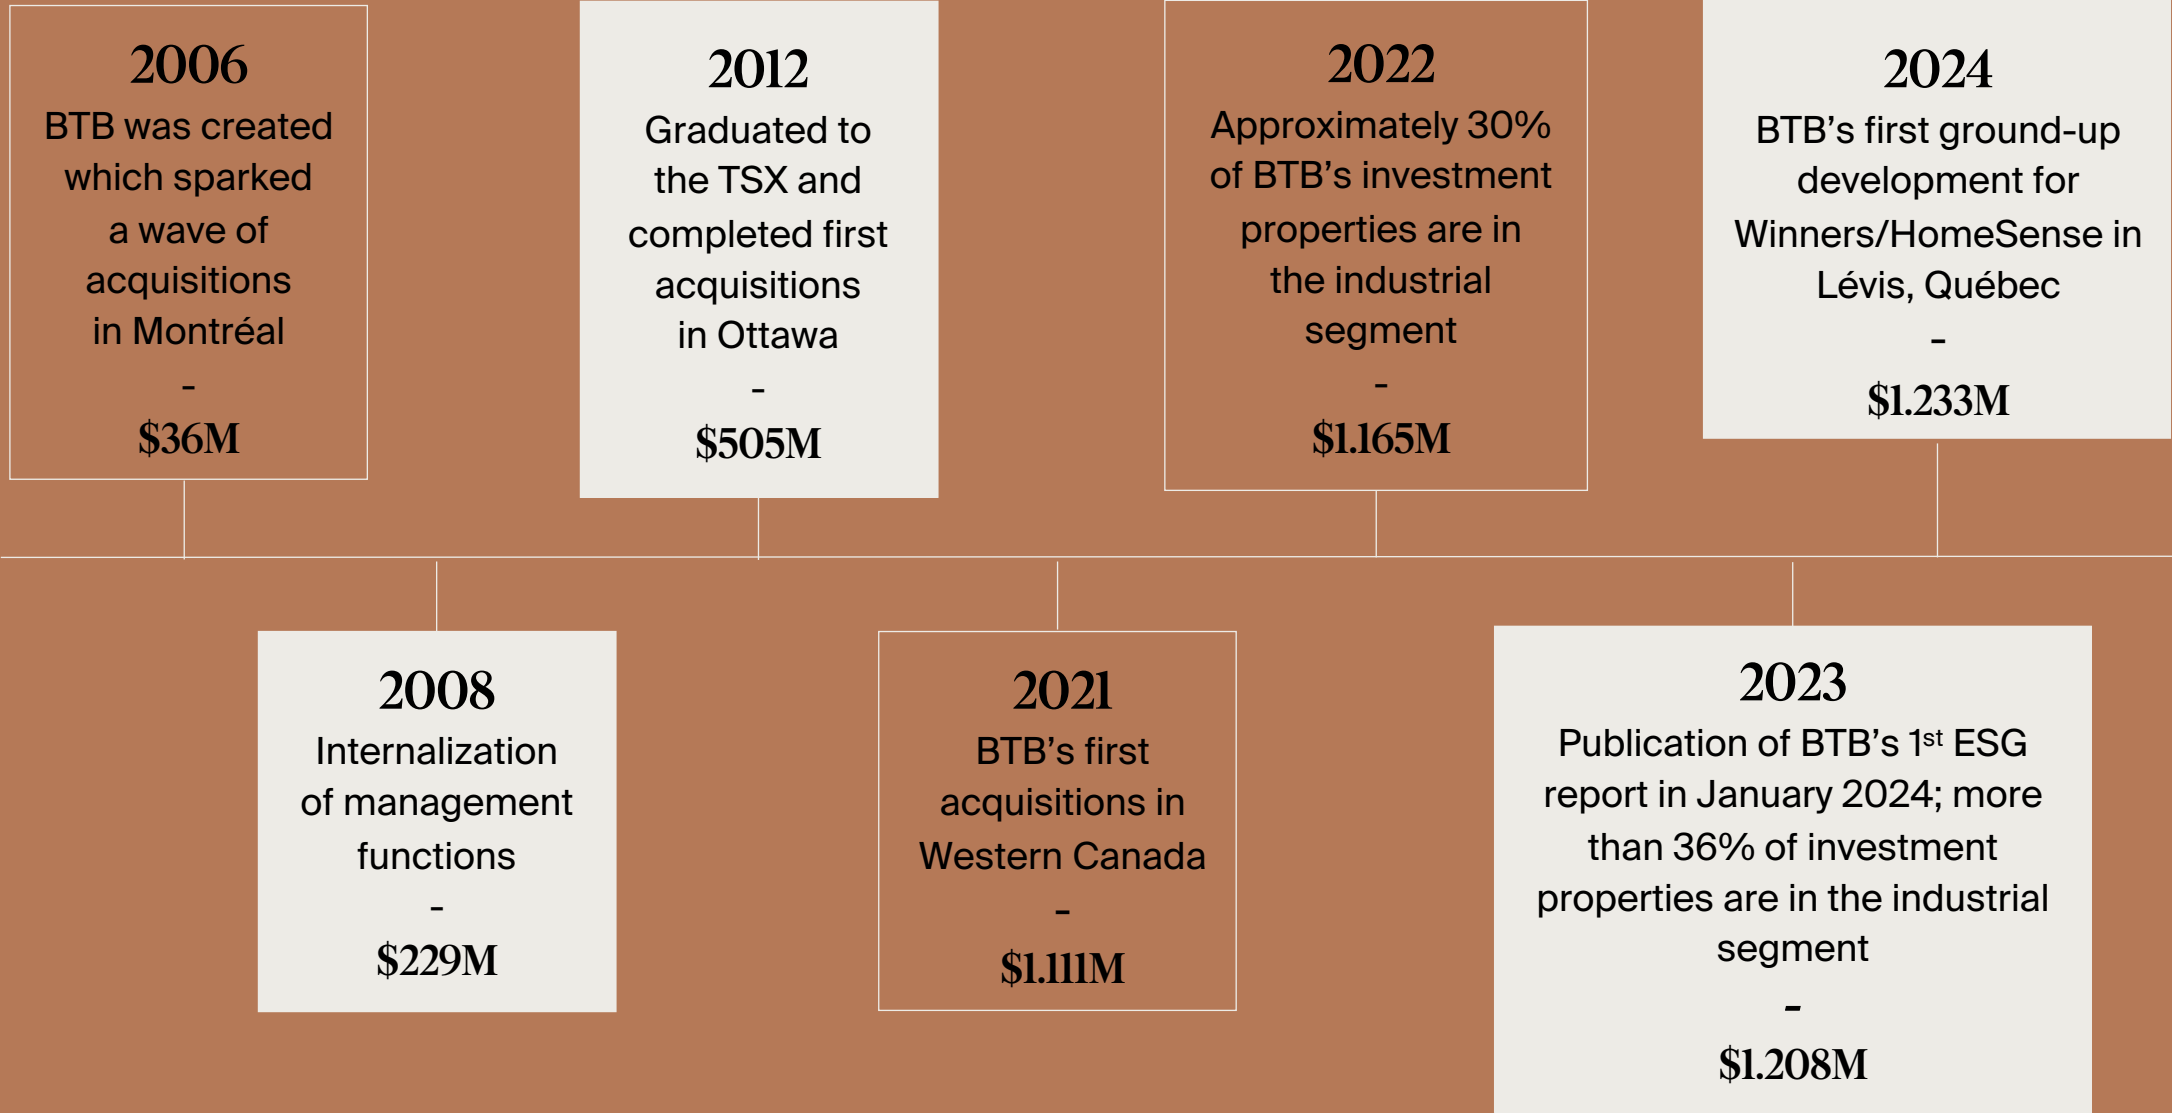 2006
BTB was created
which sparked
a wave of
acquisitions
in Montréal
-
$36M
2008
Internalization
of management
functions
-
$229M
2012
Graduated to
the TSX and
completed first
acquisitions
in Ottawa
-
$505M
2021
BTB's first
acquisitions in
Western Canada
-
$1.111M
2022
Approximately 30%
of BTB's investment
properties are in
the industrial
segment
-
$1.165M
2023
Publication of BTB's 1st ESG
report in January 2024; more
than 36% of investment
properties are in the industrial
segment
-
$1.208M
2024
BTB's first ground-up
development for
Winners/HomeSense in
Lévis, Québec
-
$1.233M